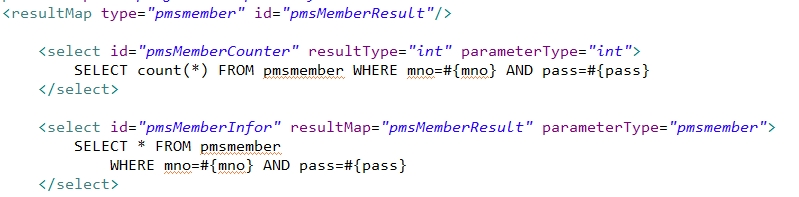 <resultMap type="pmsmember" id="pmsMemberResult"/>
<select id="pmsMemberCounter" resultType="int" parameterType="int">
SELECT count(*) FROM pmsmember WHERE mno=#{mno} AND pass=#{pass}
</select>
<select id="pmsMemberInfor" resultMap="pmsMemberResult" parameterType="pmsmember">
SELECT * FROM pmsmember
WHERE mno=#{mno} AND pass=#{pass}
</select>